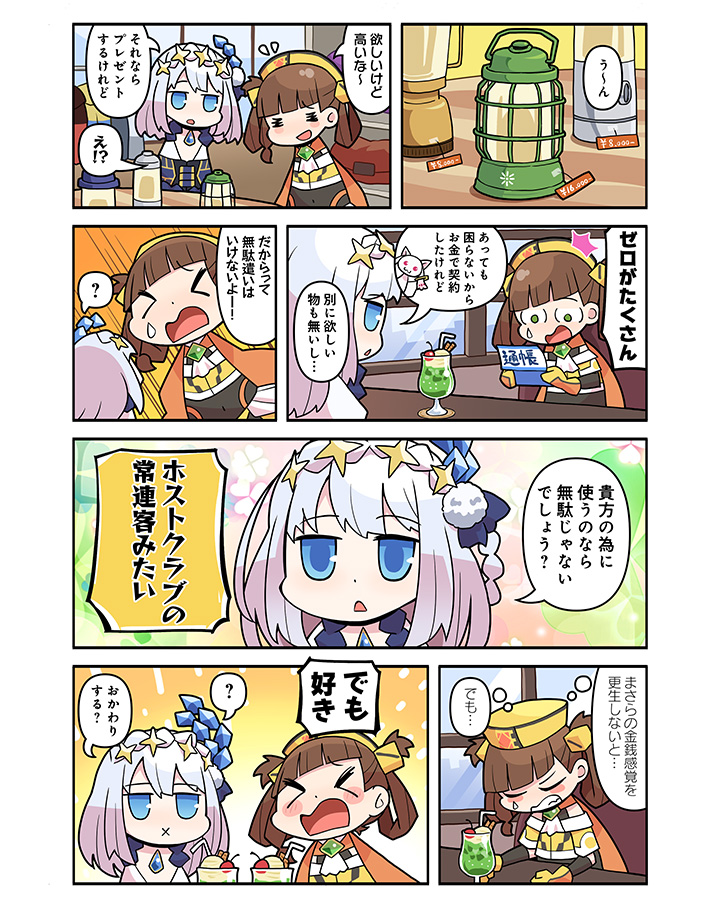 う〜ん
¥8.000-
¥16.000-
¥8.000-
欲しいけど
高いな〜
それなら
プレゼント
するけれど
え!?
ゼロがたくさん
通帳
あっても
困らないから
お金で契約
したけれど
別に欲しい
物も無いし…
だからって
無駄遣いは
いけないよー!
?
貴方の為に
使うのなら
無駄じゃない
でしょう?
ホストクラブの
常連客みたい
まさらの金銭感覚を
更生しないと…
でも…
でも
好き
?
おかわり
する?